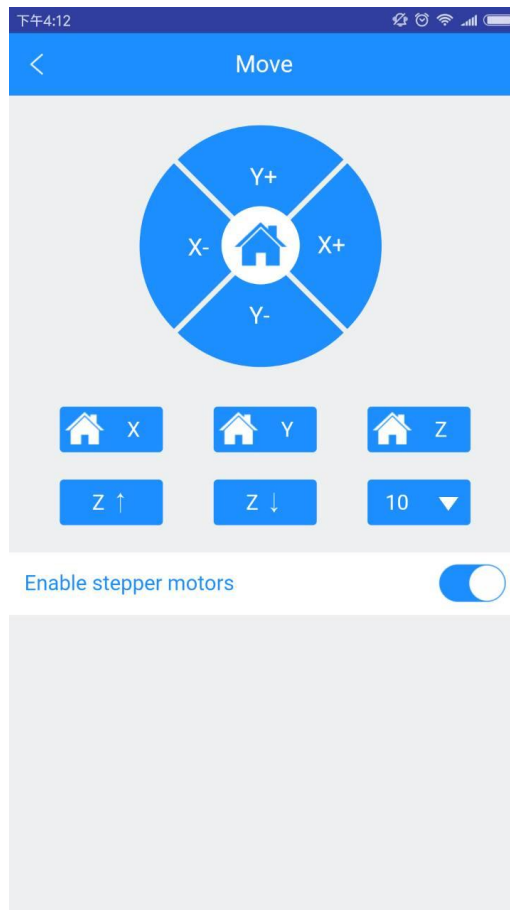 下午4:12
Move
Y+
X- X+
Y-
X Y Z
Z ↑ Z ↓ 10
Enable stepper motors